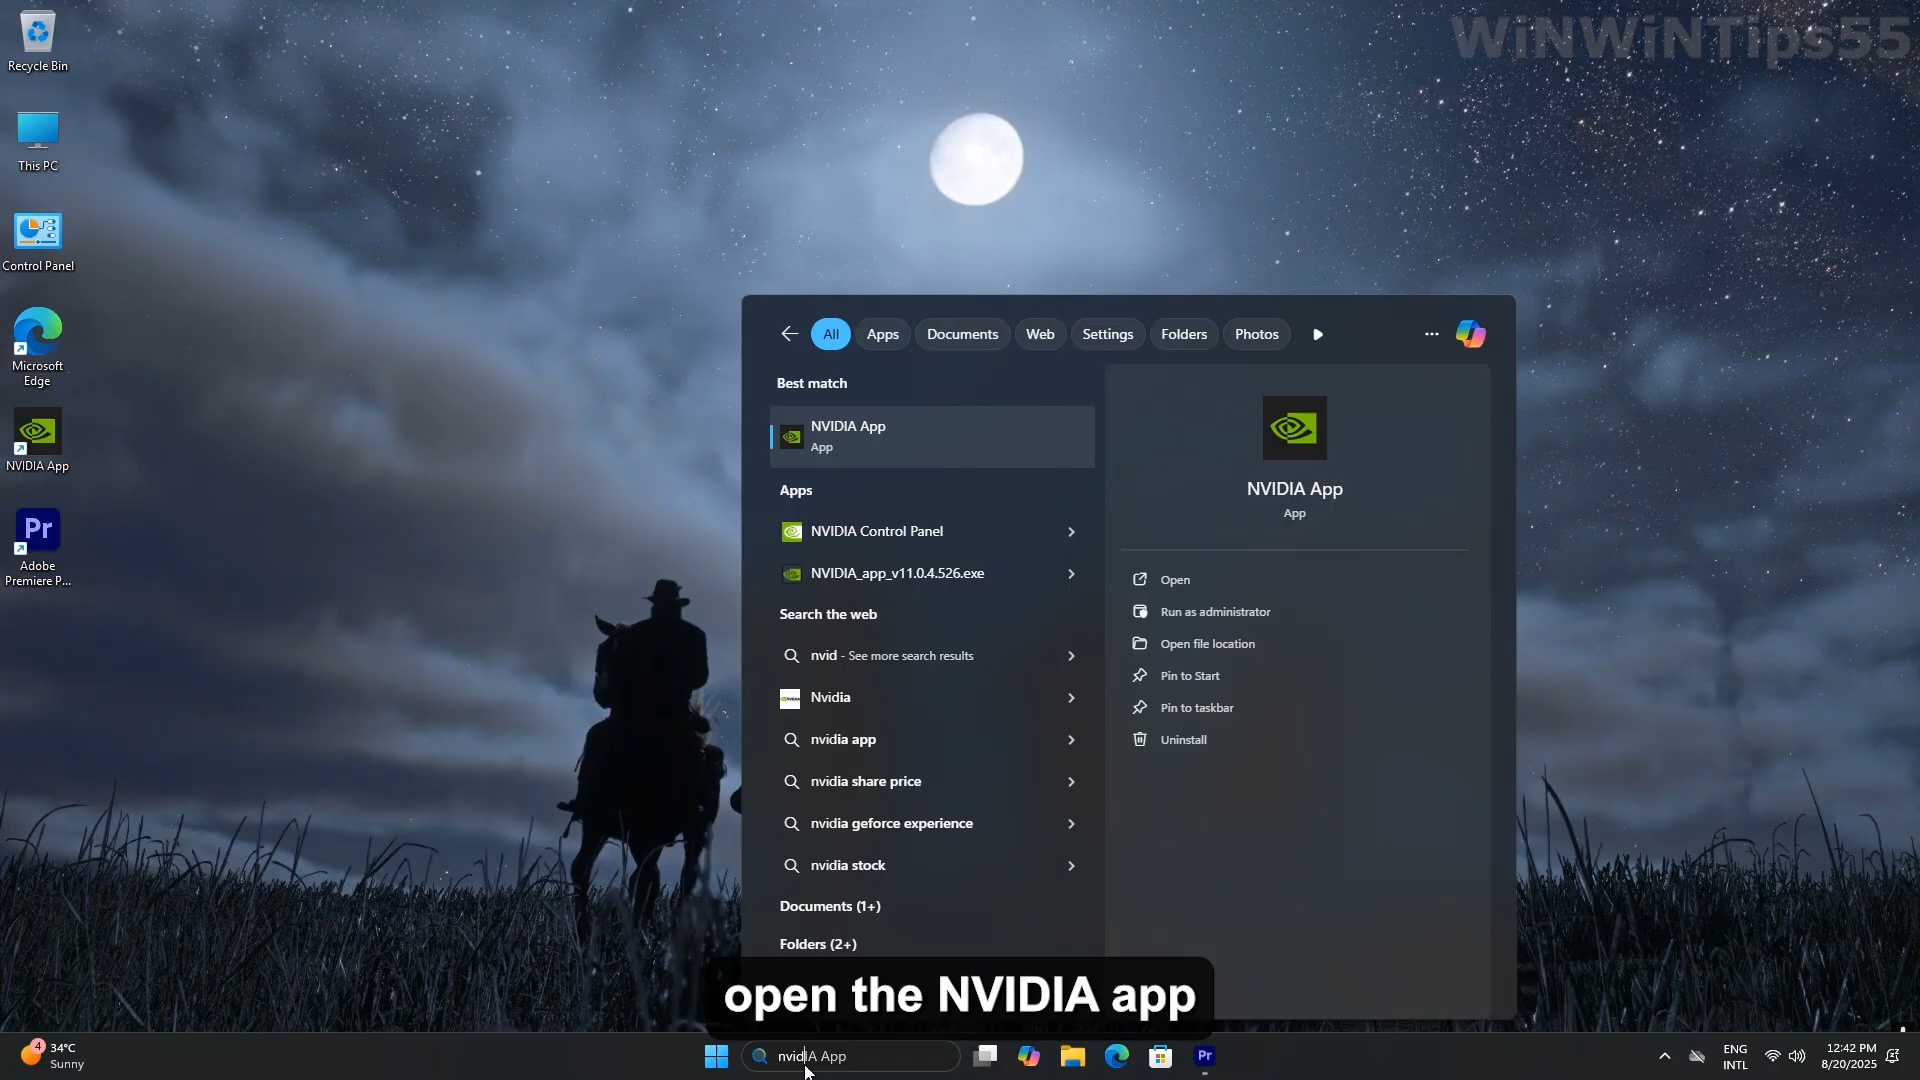 WiNWiNTips55
Recycle Bin
This PC
Control Panel
Microsoft
Edge
NVIDIA App
Pr
Adobe
Premiere P...
All
Apps
Documents
Web
Settings
Folders
Photos
Best match
NVIDIA App
App
Apps
NVIDIA Control Panel
NVIDIA_app_v11.0.4.526.exe
Search the web
nvid - See more search results
Nvidia
nvidia app
nvidia share price
nvidia geforce experience
nvidia stock
Documents (1+)
Folders (2+)
NVIDIA App
App
Open
Run as administrator
Open file location
Pin to Start
Pin to taskbar
Uninstall
open the NVIDIA app
4
34°C
Sunny
nvidIA App
Pr
ENG
INTL
12:42 PM
8/20/2025